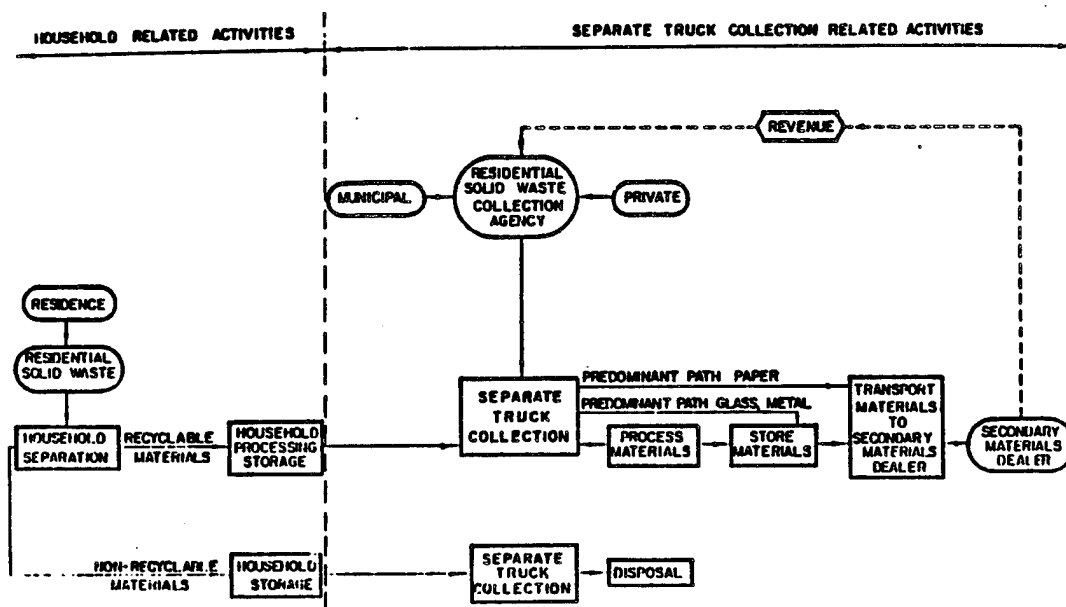 HOUSEHOLD RELATED ACTIVITIES
SEPARATE TRUCK COLLECTION RELATED ACTIVITIES
REVENUE
MUNICIPAL
RESIDENTIAL
SOLID WASTE
COLLECTION
AGENCY
PRIVATE
RESIDENCE
RESIDENTIAL
SOLID WASTE
HOUSEHOLD
SEPARATION
RECYCLABLE
MATERIALS
HOUSEHOLD
PROCESSING
STORAGE
SEPARATE
TRUCK
COLLECTION
PREDOMINANT PATH PAPER
PREDOMINANT PATH GLASS, METAL
PROCESS
MATERIALS
STORE
MATERIALS
TRANSPORT
MATERIALS
TO
SECONDARY
MATERIALS
DEALER
SECONDARY
MATERIALS
DEALER
NON-RECYCLABLE
MATERIALS
HOUSEHOLD
STORAGE
SEPARATE
TRUCK
COLLECTION
DISPOSAL